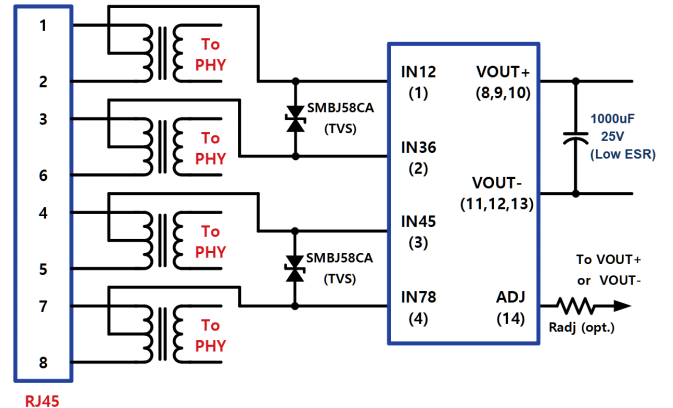 1
2
3
6
4
5
7
8
RJ45
To
PHY
To
PHY
To
PHY
To
PHY
SMBJ58CA
(TVS)
SMBJ58CA
(TVS)
IN12
(1)
IN36
(2)
IN45
(3)
IN78
(4)
VOUT+
(8,9,10)
VOUT-
(11,12,13)
ADJ
(14)
1000uF
25V
(Low ESR)
To VOUT+
or VOUT-
Radj (opt.)